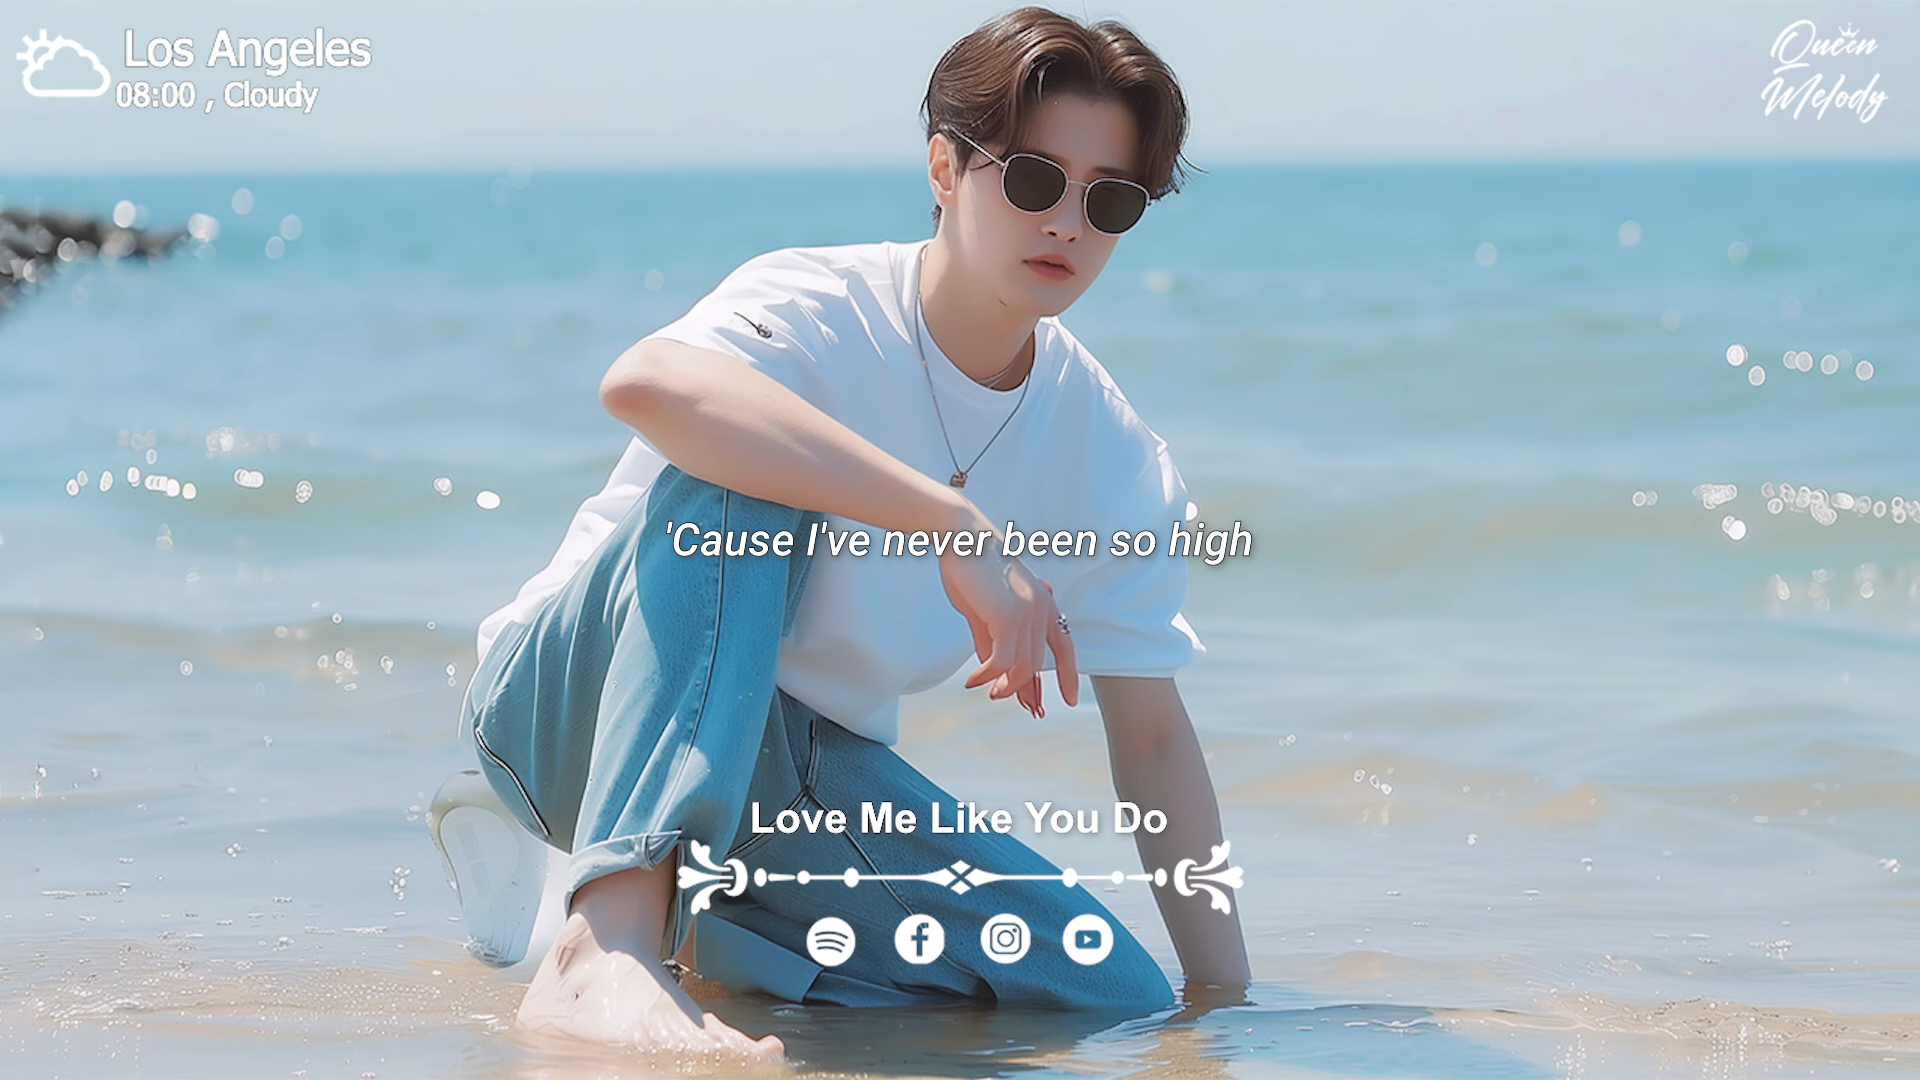 Los Angeles
08:00 , Cloudy
Queen
Melody
'Cause I've never been so high
Love Me Like You Do